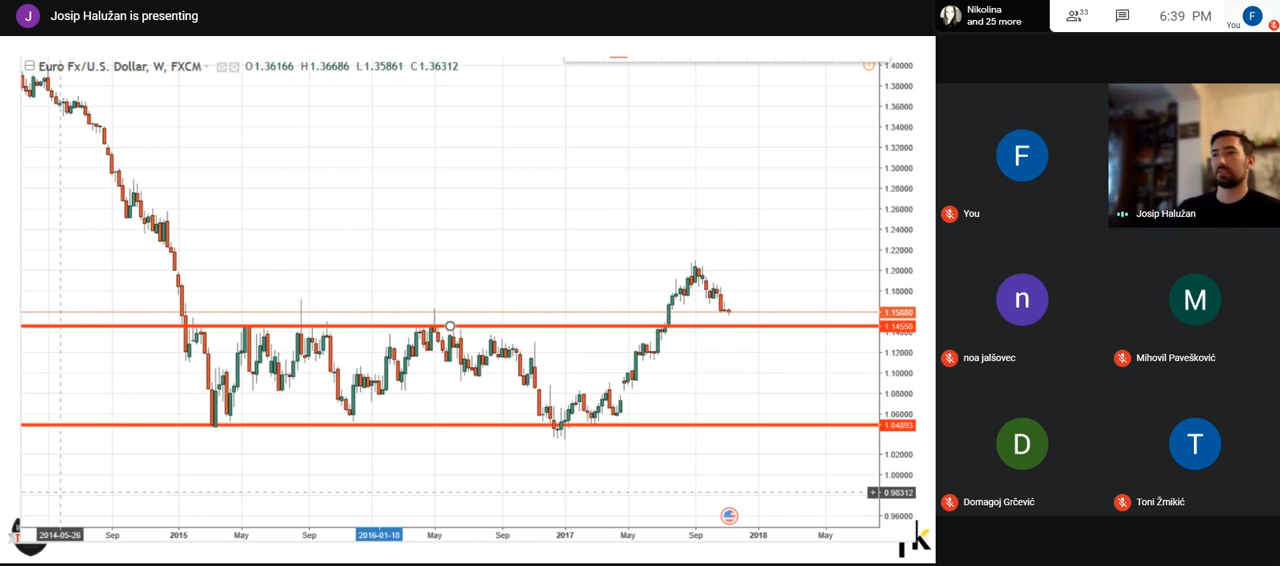 J
Josip Halužan is presenting
Nikolina
and 25 more
33
6:39 PM
You
F
Euro Fx/U.S. Dollar, W, FXCM
O1.36166 H1.36686 L1.35861 C1.36312
1.40000
1.38000
1.36000
1.34000
1.32000
1.30000
1.28000
1.26000
1.24000
1.22000
1.20000
1.18000
1.15880
1.14550
1.12000
1.10000
1.08000
1.06000
1.04893
1.02000
1.00000
0.98312
0.96000
2014-05-26
Sep
2015
May
Sep
2016-01-18
May
Sep
2017
May
Sep
2018
May
F
You
Josip Halužan
n
noa jalšovec
M
Mihovil Pavešković
D
Domagoj Grčević
T
Toni Žmikić